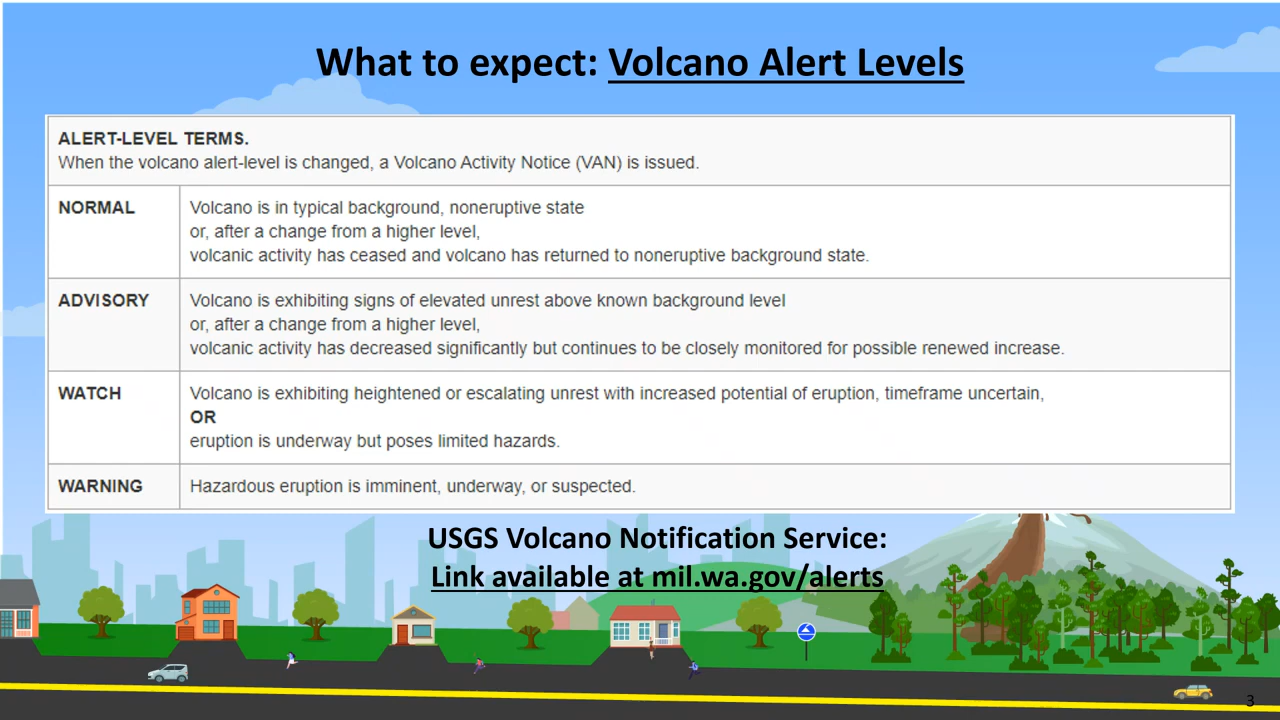 What to expect: Volcano Alert Levels
ALERT-LEVEL TERMS.
When the volcano alert-level is changed, a Volcano Activity Notice (VAN) is issued.
NORMAL
Volcano is in typical background, noneruptive state
or, after a change from a higher level,
volcanic activity has ceased and volcano has returned to noneruptive background state.
ADVISORY
Volcano is exhibiting signs of elevated unrest above known background level
or, after a change from a higher level,
volcanic activity has decreased significantly but continues to be closely monitored for possible renewed increase.
WATCH
Volcano is exhibiting heightened or escalating unrest with increased potential of eruption, timeframe uncertain,
OR
eruption is underway but poses limited hazards.
WARNING
Hazardous eruption is imminent, underway, or suspected.
USGS Volcano Notification Service:
Link available at mil.wa.gov/alerts
3